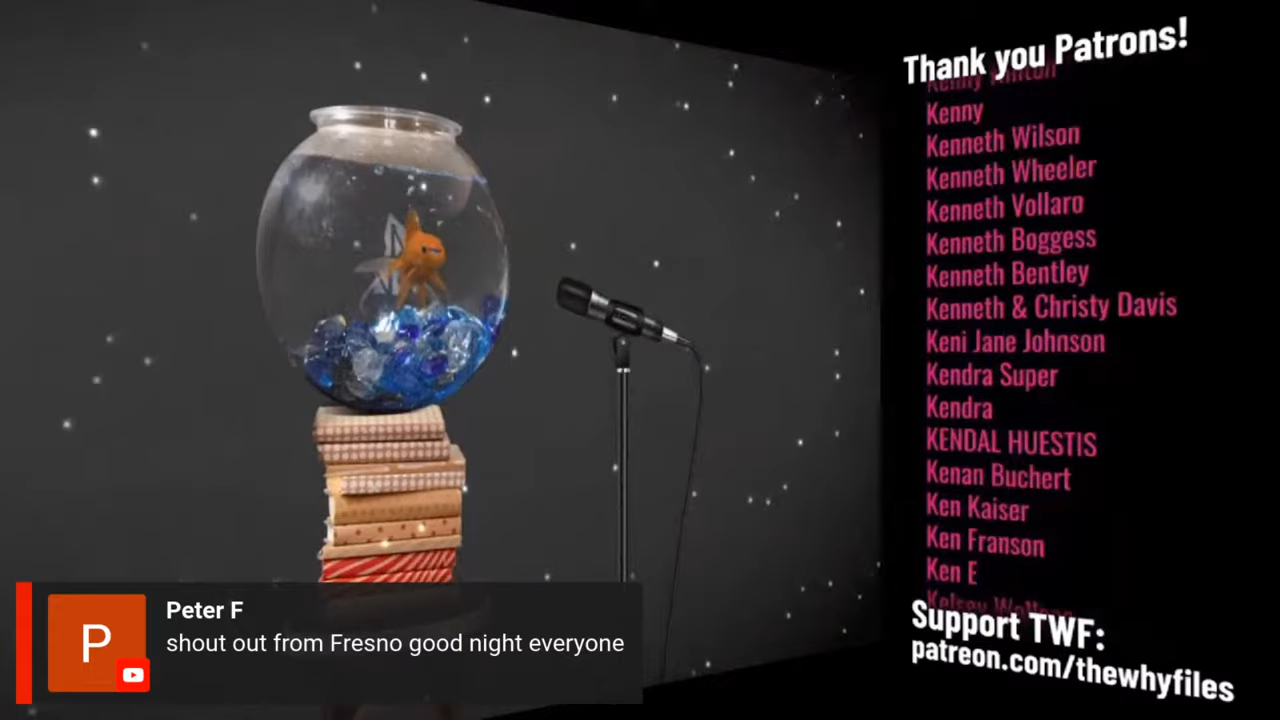 Thank you Patrons!
Kenny
Kenneth Wilson
Kenneth Wheeler
Kenneth Vollaro
Kenneth Boggess
Kenneth Bentley
Kenneth & Christy Davis
Keni Jane Johnson
Kendra Super
Kendra
KENDAL HUESTIS
Kenan Buchert
Ken Kaiser
Ken Franson
Ken E
Support TWF:
patreon.com/thewhyfiles
P
Peter F
shout out from Fresno good night everyone